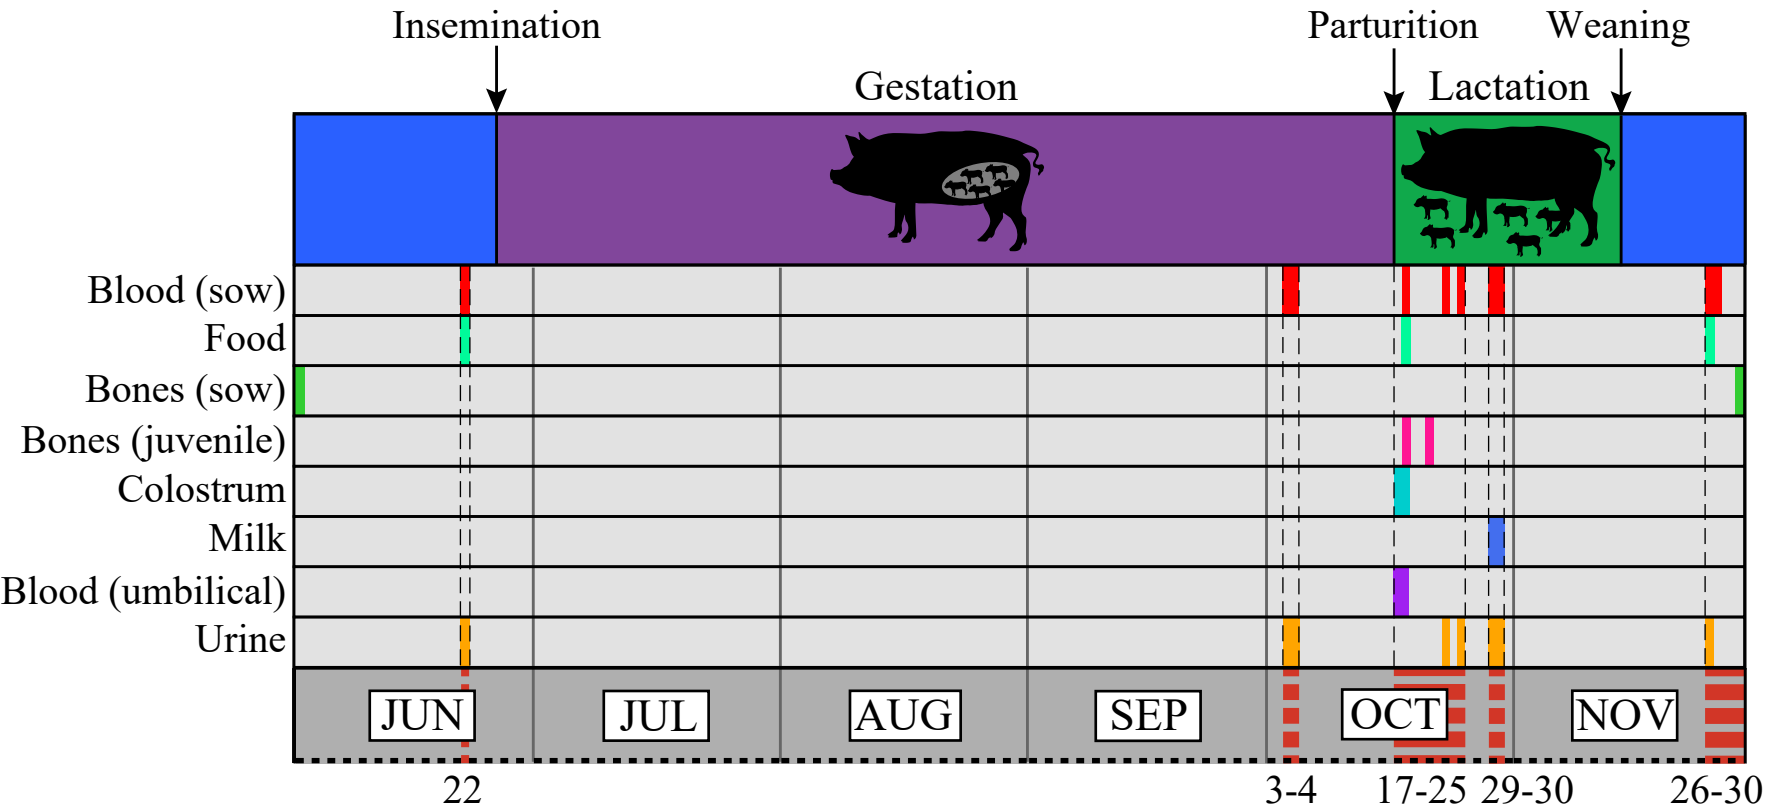 Insemination
Parturition
Weaning
Gestation
Lactation
Blood (sow)
Food
Bones (sow)
Bones (juvenile)
Colostrum
Milk
Blood (umbilical)
Urine
JUN JUL AUG SEP OCT NOV
22 3-4 17-25 29-30 26-30